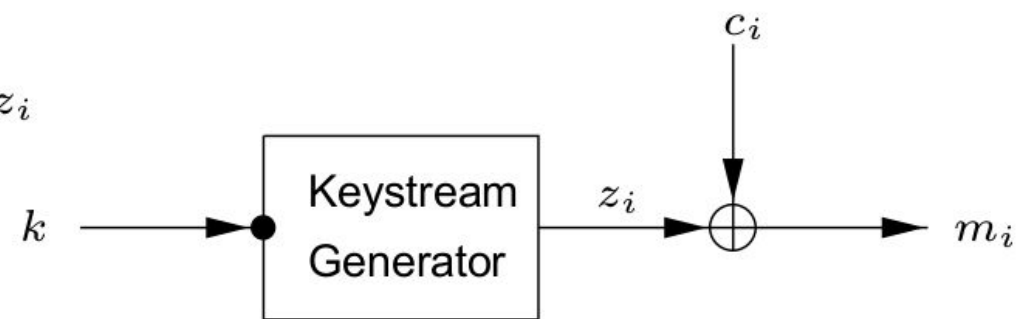 c_i
z_i
Keystream
z_i
k
m_i
Generator